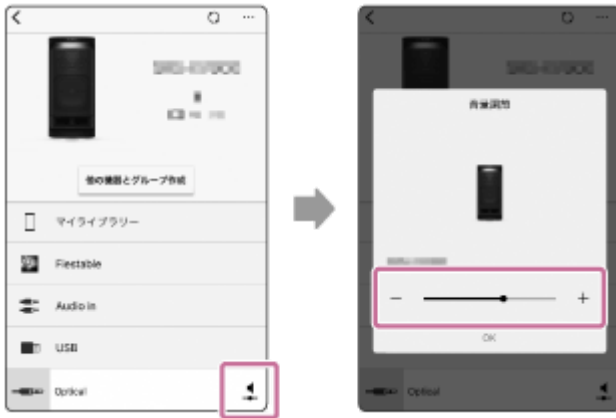 他の機器とグループ作成
マイライブラリー
Fiestable
Audio in
USB
Optical
音量調節
OK
Optical